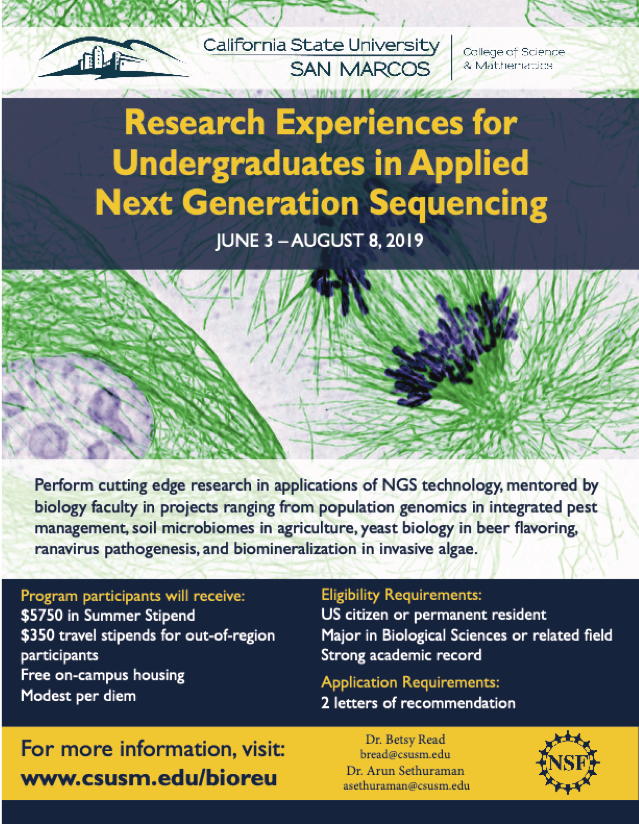 California State University
SAN MARCOS
College of Science
& Mathematics
Research Experiences for
Undergraduates in Applied
Next Generation Sequencing
JUNE 3 – AUGUST 8, 2019
Perform cutting edge research in applications of NGS technology, mentored by
biology faculty in projects ranging from population genomics in integrated pest
management, soil microbiomes in agriculture, yeast biology in beer flavoring,
ranavirus pathogenesis, and biomineralization in invasive algae.
Program participants will receive:
$5750 in Summer Stipend
$350 travel stipends for out-of-region
participants
Free on-campus housing
Modest per diem
Eligibility Requirements:
US citizen or permanent resident
Major in Biological Sciences or related field
Strong academic record
Application Requirements:
2 letters of recommendation
For more information, visit:
www.csusm.edu/bioreu
Dr. Betsy Read
bread@csusm.edu
Dr. Arun Sethuraman
asethuraman@csusm.edu
NSF